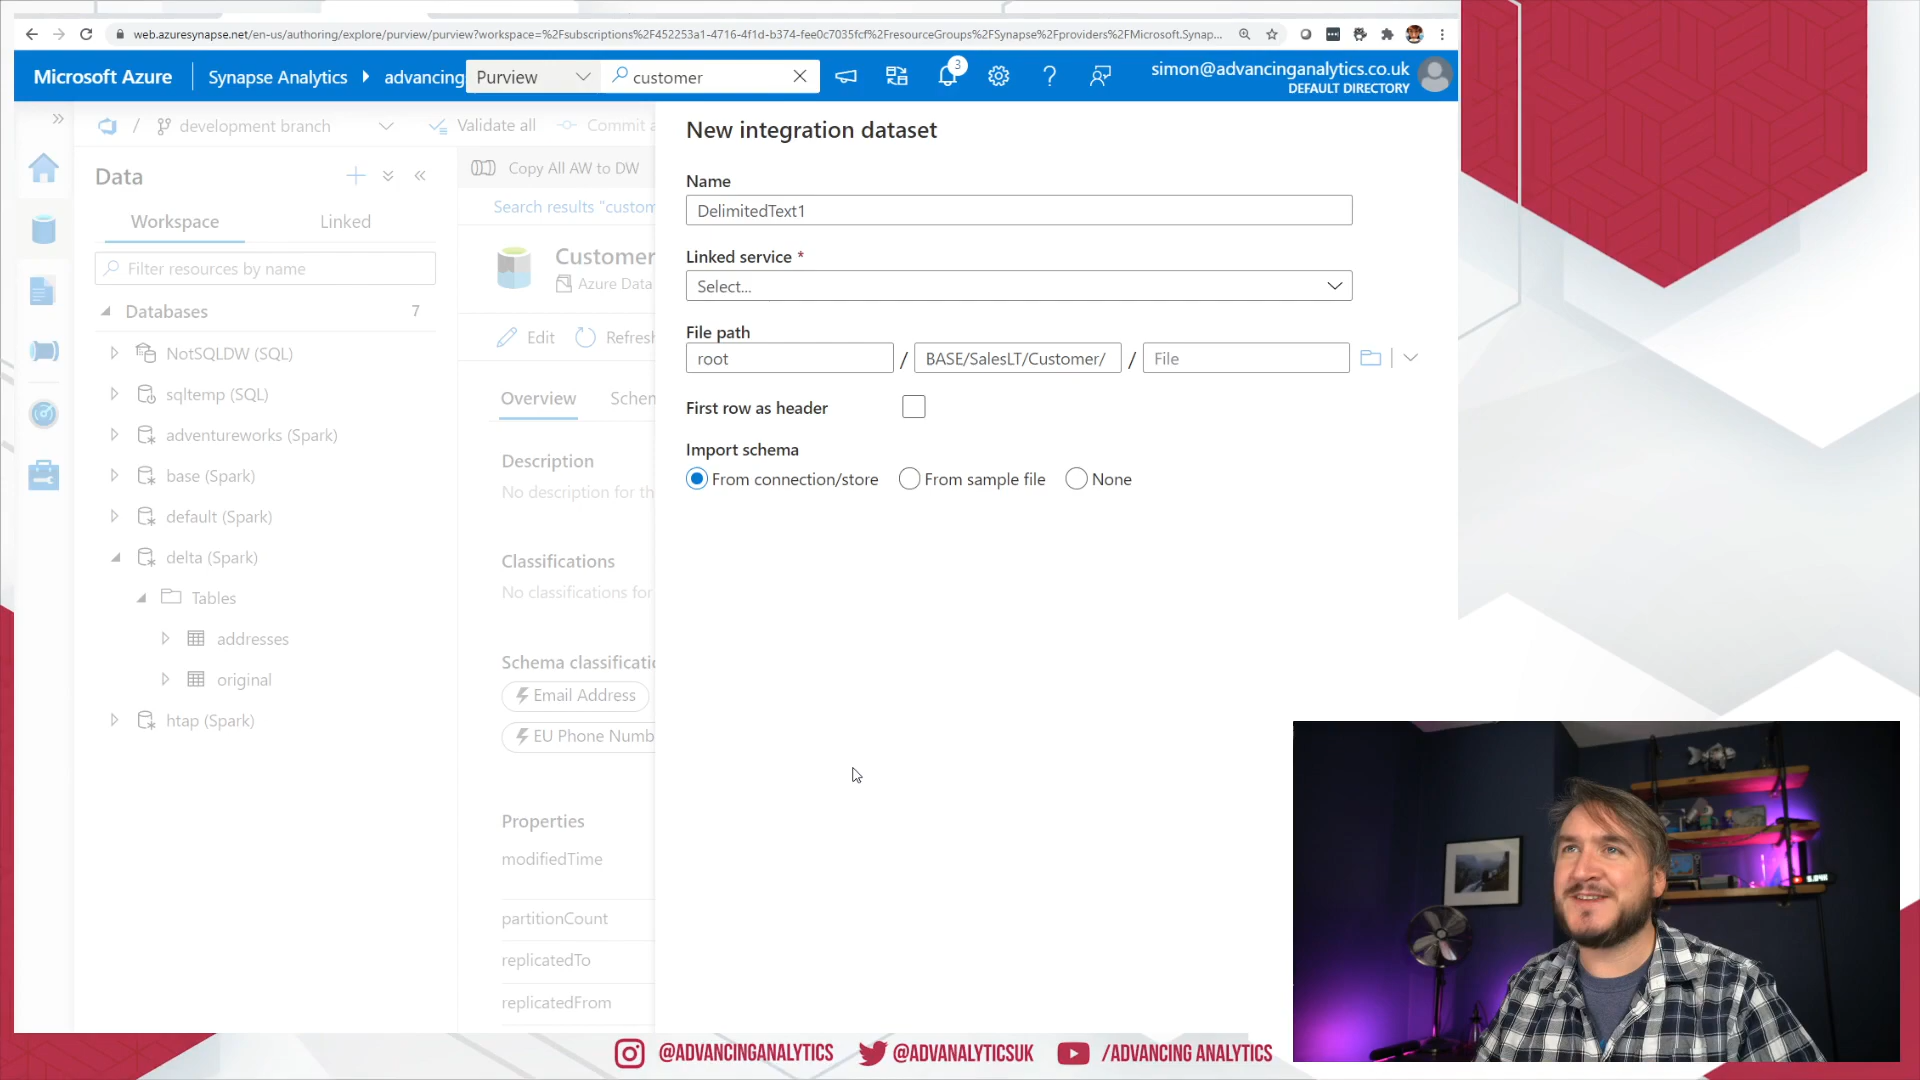 web.azuresynapse.net/en-us/authoring/explore/purview/purview?workspace=%2Fsubscriptions%2F452253a1-4716-4f1d-b374-fee0c7035fcf%2FresourceGroups%2FSynapse%2Fproviders%2FMicrosoft.Synap...
Microsoft Azure
Synapse Analytics
advancing
Purview
customer
3
simon@advancinganalytics.co.uk
DEFAULT DIRECTORY
/
development branch
Validate all
Commit a
Data
Workspace
Linked
Filter resources by name
Databases
7
NotSQLDW (SQL)
sqltemp (SQL)
adventureworks (Spark)
base (Spark)
default (Spark)
delta (Spark)
Tables
addresses
original
htap (Spark)
Copy All AW to DW
Search results "custom
Customer
Azure Data
Edit
Refresh
Overview
Schem
Description
No description for th
Classifications
No classifications for
Schema classificatio
Email Address
EU Phone Numb
Properties
modifiedTime
partitionCount
replicatedTo
replicatedFrom
New integration dataset
Name
DelimitedText1
Linked service *
Select...
File path
root / BASE/SalesLT/Customer/ / File
First row as header
Import schema
From connection/store
From sample file
None
@ADVANCINGANALYTICS
@ADVANALYTICSUK
/ADVANCING ANALYTICS